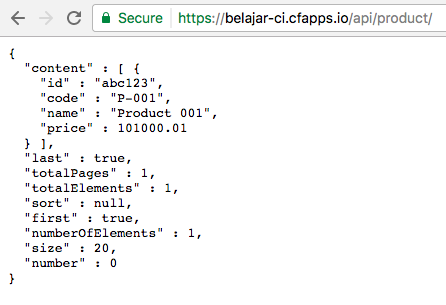 Secure https://belajar-ci.cfapps.io/api/product/
{
  "content" : [ {
    "id" : "abc123",
    "code" : "P-001",
    "name" : "Product 001",
    "price" : 101000.01
  } ],
  "last" : true,
  "totalPages" : 1,
  "totalElements" : 1,
  "sort" : null,
  "first" : true,
  "numberOfElements" : 1,
  "size" : 20,
  "number" : 0
}